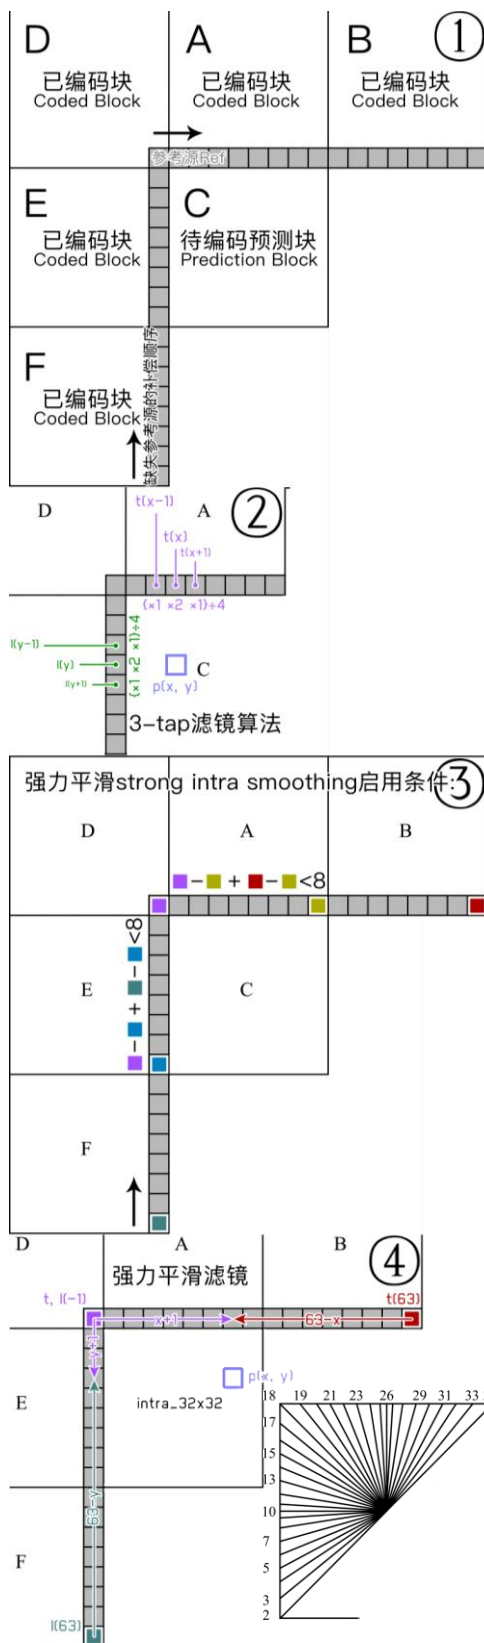 D
已编码块
Coded Block
A
已编码块
Coded Block
B
已编码块
Coded Block
①
参考源Ref
E
已编码块
Coded Block
C
待编码预测块
Prediction Block
F
已编码块
Coded Block
缺失参考源的补偿顺序
D
A
②
t(x-1)
t(x)
t(x+1)
(×1 ×2 ×1)÷4
l(y-1)
l(y)
l(y+1)
(×1 ×2 ×1)÷4
p(x, y)
C
3-tap滤镜算法
强力平滑strong intra smoothing启用条件:
③
D
A
B
- + - <8
- + - <8
E
C
F
D
A
B
④
强力平滑滤镜
t, l(-1)
t(63)
x+1
63-x
y+1
E
p(x, y)
intra_32x32
63-y
F
l(63)
18 19 21 23 25 26 27 29 31 33
17
15
13
10
7
5
3
2